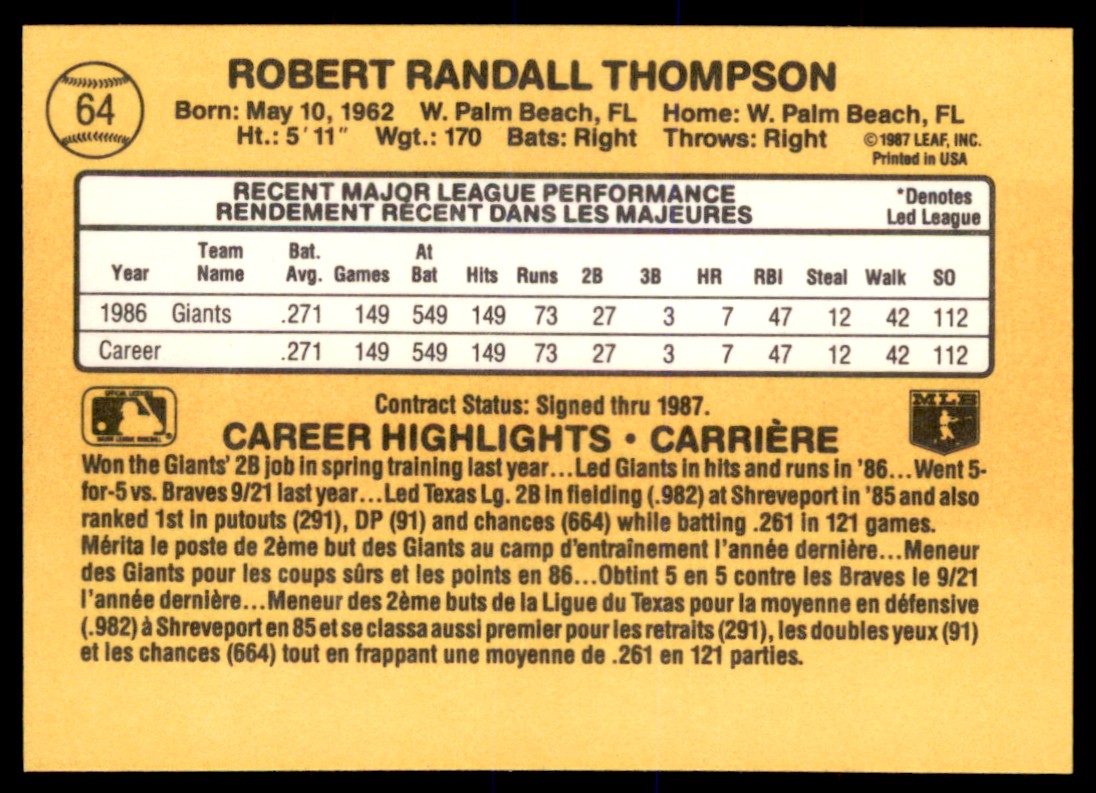 64
ROBERT RANDALL THOMPSON
Born: May 10, 1962 W. Palm Beach, FL Home: W. Palm Beach, FL
Ht.: 5' 11" Wgt.: 170 Bats: Right Throws: Right ©1987 LEAF, INC.
Printed in USA
RECENT MAJOR LEAGUE PERFORMANCE
RENDEMENT RÉCENT DANS LES MAJEURES
*Denotes
Led League
Year Team Name Bat. Avg. Games At Bat Hits Runs 2B 3B HR RBI Steal Walk SO
1986 Giants .271 149 549 149 73 27 3 7 47 12 42 112
Career .271 149 549 149 73 27 3 7 47 12 42 112
Contract Status: Signed thru 1987.
MLB
CAREER HIGHLIGHTS • CARRIÈRE
Won the Giants' 2B job in spring training last year...Led Giants in hits and runs in '86...Went 5-
for-5 vs. Braves 9/21 last year...Led Texas Lg. 2B in fielding (.982) at Shreveport in '85 and also
ranked 1st in putouts (291), DP (91) and chances (664) while batting .261 in 121 games.
Mérita le poste de 2ème but des Giants au camp d'entraînement l'année dernière...Meneur
des Giants pour les coups sûrs et les points en 86...Obtint 5 en 5 contre les Braves le 9/21
l'année dernière...Meneur des 2ème buts de la Ligue du Texas pour la moyenne en défensive
(.982) à Shreveport en 85 et se classa aussi premier pour les retraits (291), les doubles yeux (91)
et les chances (664) tout en frappant une moyenne de .261 en 121 parties.